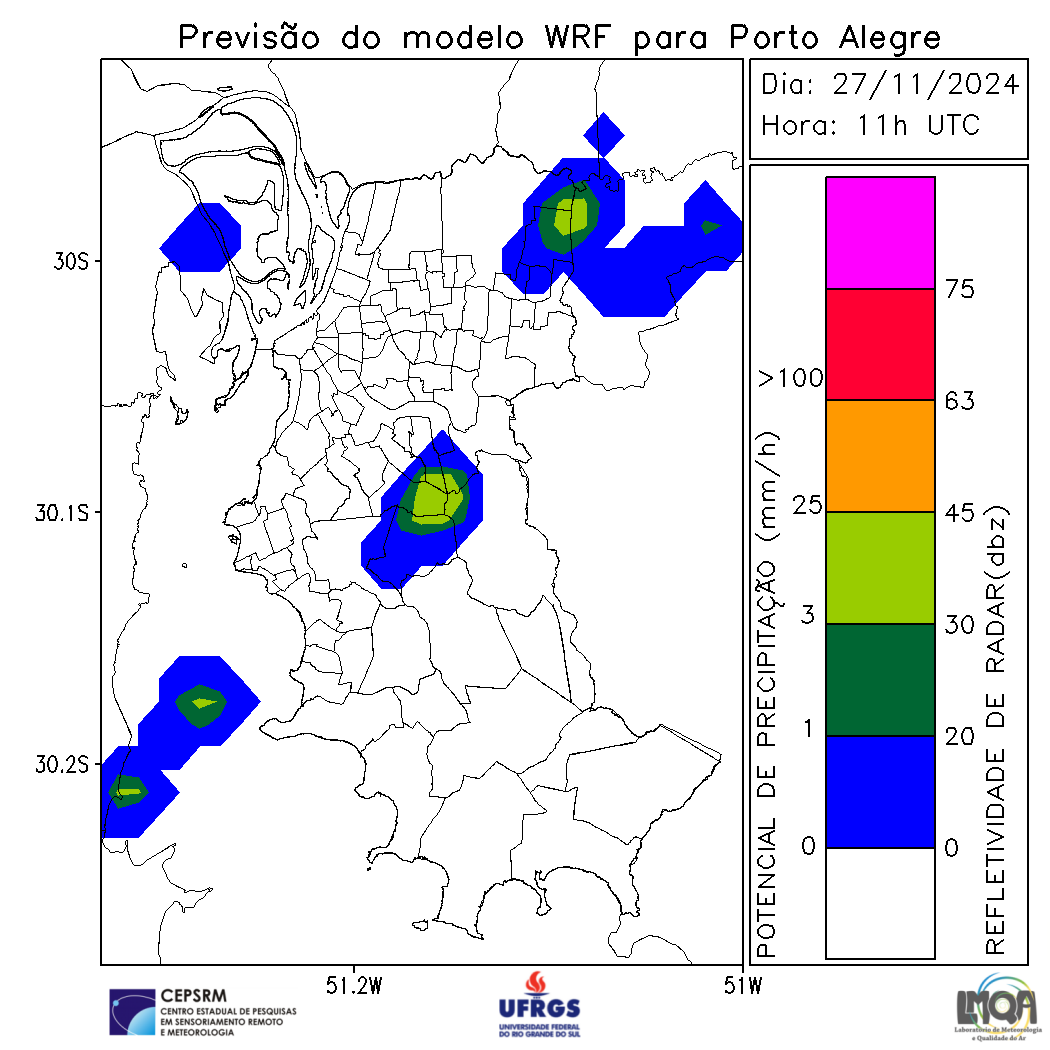 Previsão do modelo WRF para Porto Alegre
Dia: 27/11/2024
Hora: 11h UTC
30S
30.1S
30.2S
51.2W
51W
POTENCIAL DE PRECIPITAÇÃO (mm/h)
>100
25
3
1
0
75
63
45
30
20
0
REFLETIVIDADE DE RADAR(dbz)
CEPSRM
CENTRO ESTADUAL DE PESQUISAS
EM SENSORIAMENTO REMOTO
E METEOROLOGIA
UFRGS
UNIVERSIDADE FEDERAL
DO RIO GRANDE DO SUL
LMQA
Laboratório de Meteorologia
e Qualidade do Ar